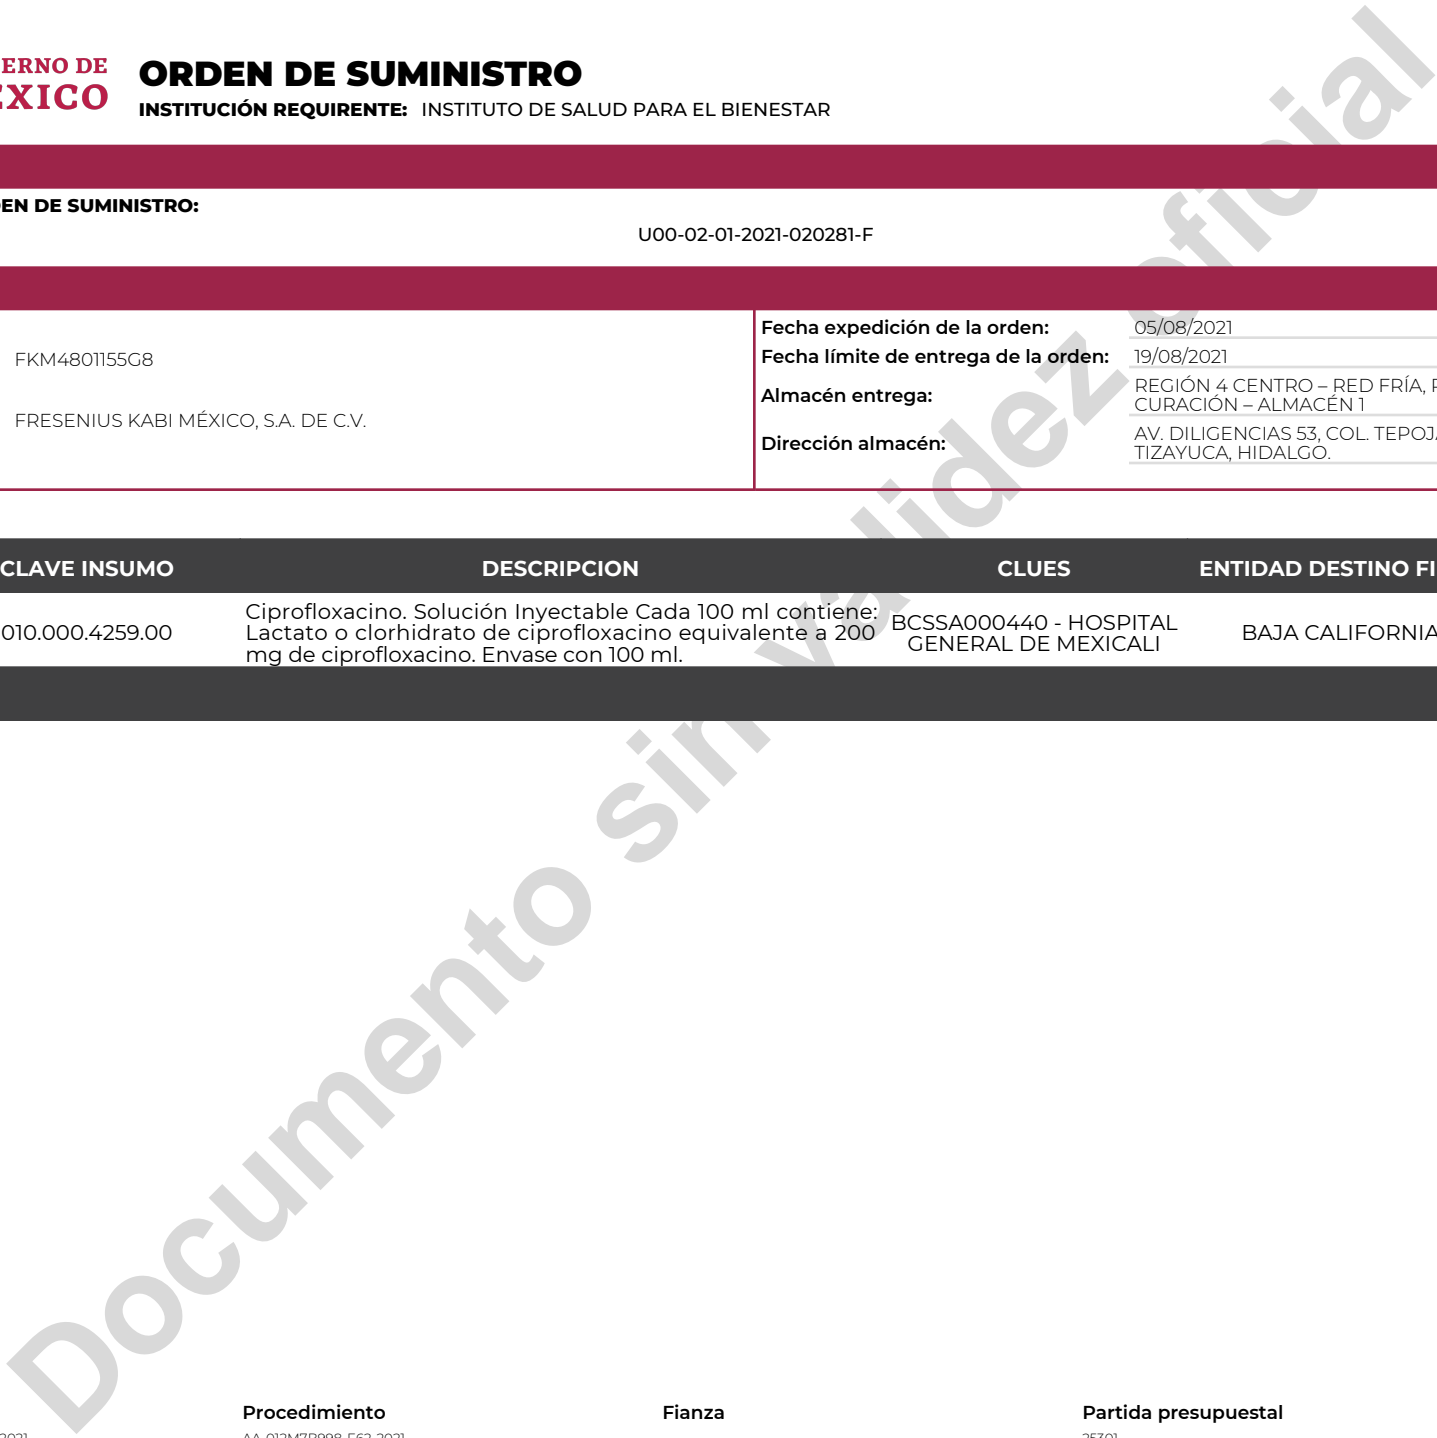 ERNO DE
ÉXICO
ORDEN DE SUMINISTRO
INSTITUCIÓN REQUIRENTE: INSTITUTO DE SALUD PARA EL BIENESTAR
EN DE SUMINISTRO:
U00-02-01-2021-020281-F
FKM4801155G8
FRESENIUS KABI MÉXICO, S.A. DE C.V.
Fecha expedición de la orden: 05/08/2021
Fecha límite de entrega de la orden: 19/08/2021
Almacén entrega: REGIÓN 4 CENTRO – RED FRÍA,
CURACIÓN – ALMACÉN 1
Dirección almacén: AV. DILIGENCIAS 53, COL. TEPOJ
TIZAYUCA, HIDALGO.
CLAVE INSUMO DESCRIPCION CLUES ENTIDAD DESTINO FI
010.000.4259.00
Ciprofloxacino. Solución Inyectable Cada 100 ml contiene:
Lactato o clorhidrato de ciprofloxacino equivalente a 200
mg de ciprofloxacino. Envase con 100 ml.
BCSSA000440 - HOSPITAL
GENERAL DE MEXICALI
BAJA CALIFORNIA
Documento sin validez oficial
Procedimiento Fianza Partida presupuestal